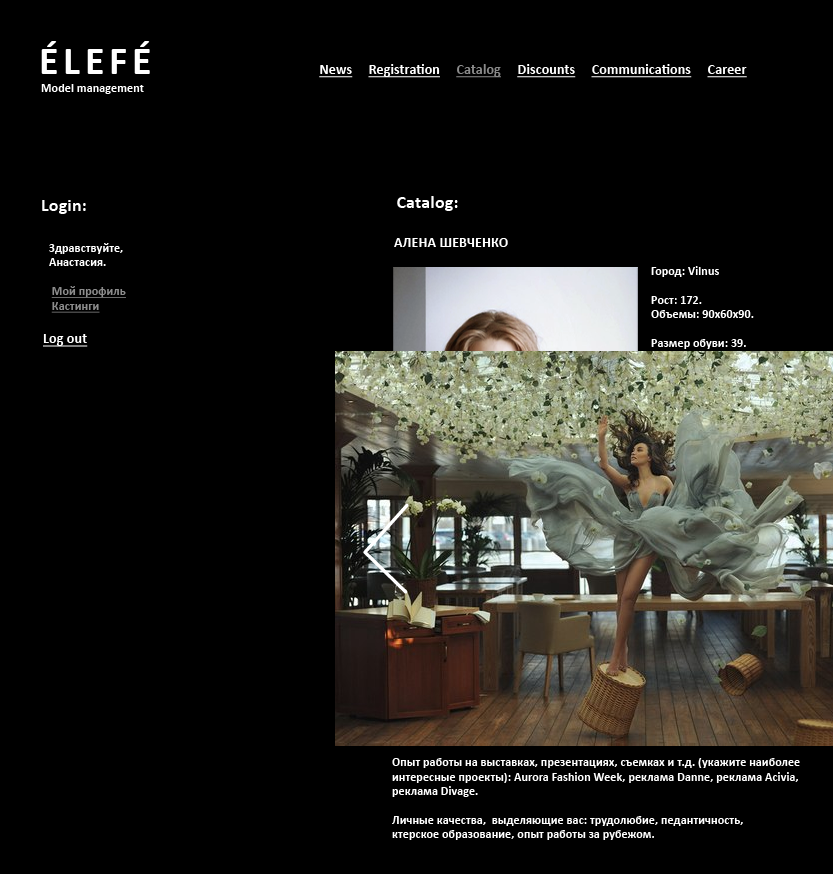 ÉLEFÉ
Model management
News Registration Catalog Discounts Communications Career
Login:
Здравствуйте,
Анастасия.
Мой профиль
Кастинги
Log out
Catalog:
АЛЕНА ШЕВЧЕНКО
Город: Vilnus
Рост: 172.
Объемы: 90x60x90.
Размер обуви: 39.
Опыт работы на выставках, презентациях, съемках и т.д. (укажите наиболее
интересные проекты): Aurora Fashion Week, реклама Danne, реклама Acivia,
реклама Divage.
Личные качества,  выделяющие вас: трудолюбие, педантичность,
ктерское образование, опыт работы за рубежом.